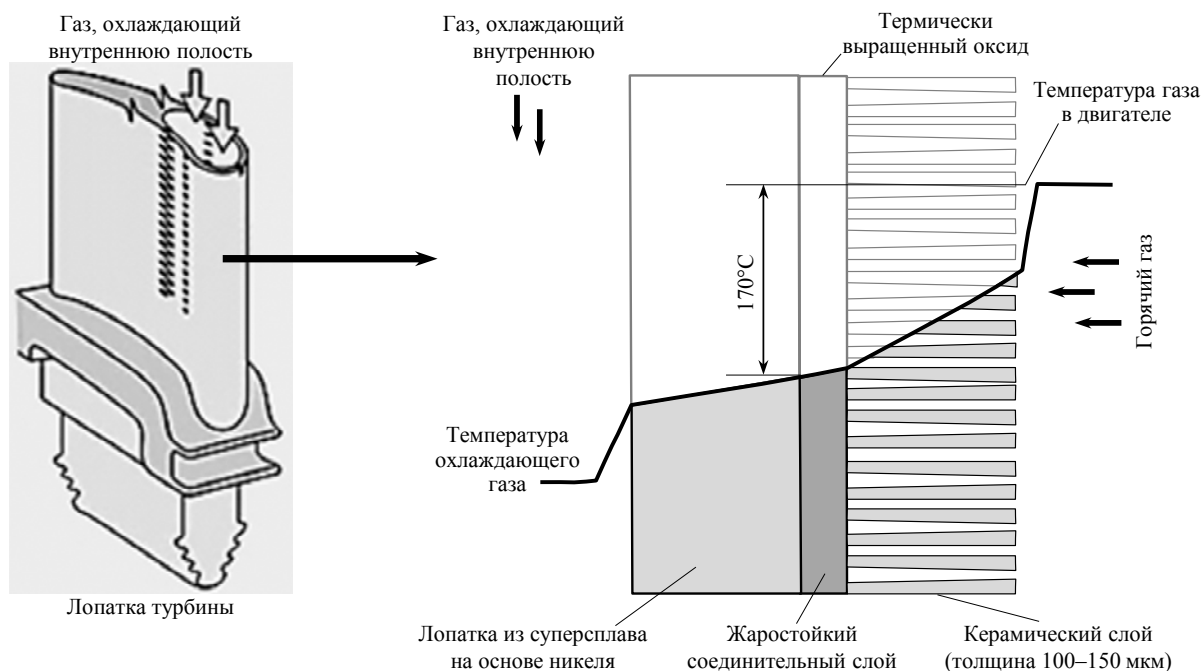 Газ, охлаждающий
внутреннюю полость
Лопатка турбины
Газ, охлаждающий
внутреннюю
полость
Термически
выращенный оксид
Температура газа
в двигателе
170°C
Горячий газ
Температура
охлаждающего
газа
Лопатка из суперсплава
на основе никеля
Жаростойкий
соединительный слой
Керамический слой
(толщина 100–150 мкм)